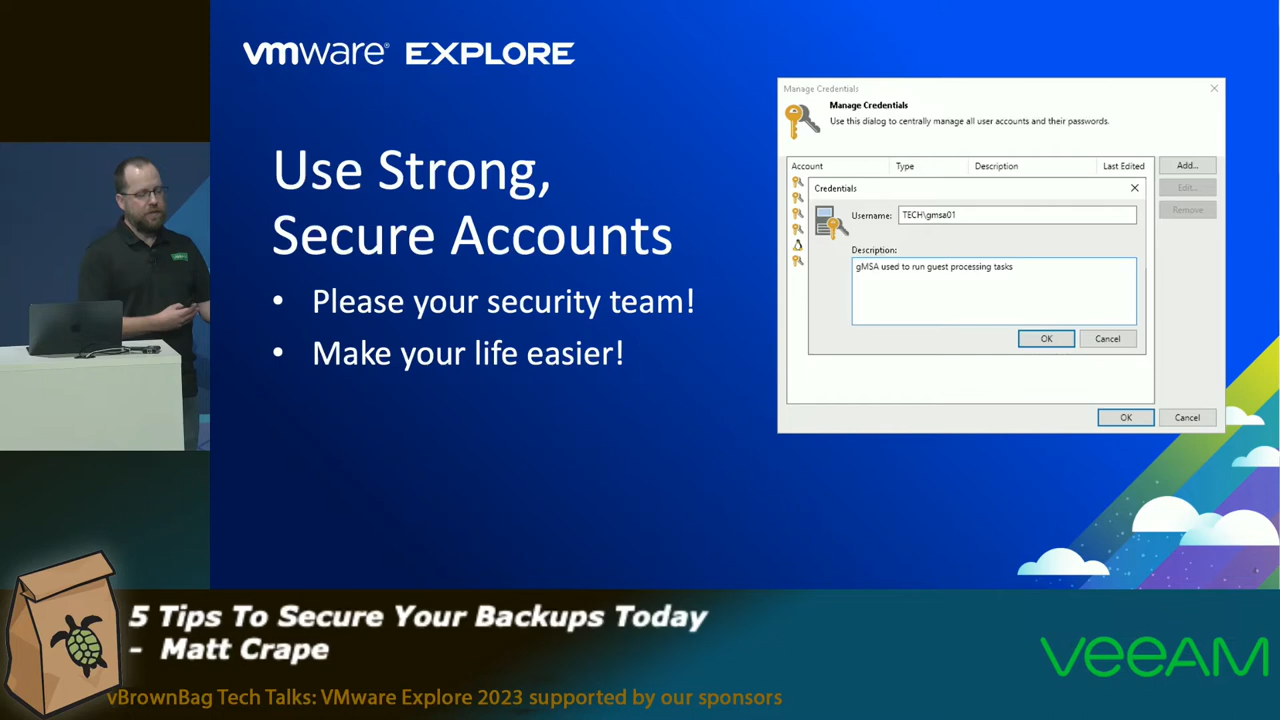 vmware® EXPLORE
Use Strong,
Secure Accounts
• Please your security team!
• Make your life easier!
Manage Credentials
Manage Credentials
Use this dialog to centrally manage all user accounts and their passwords.
Account Type Description Last Edited Add...
Edit...
Remove
Credentials
Username: TECH\gmsa01
Description:
gMSA used to run guest processing tasks
OK Cancel
OK Cancel
5 Tips To Secure Your Backups Today
- Matt Crape
veeAM
vBrownBag Tech Talks: VMware Explore 2023 supported by our sponsors